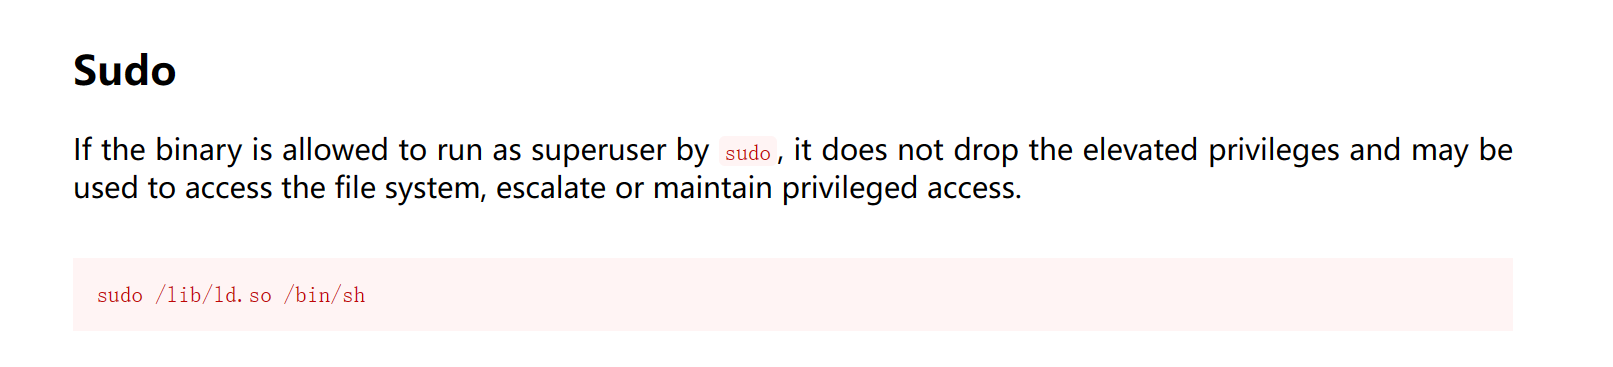 Sudo
If the binary is allowed to run as superuser by sudo, it does not drop the elevated privileges and may be
used to access the file system, escalate or maintain privileged access.
sudo /lib/ld.so /bin/sh